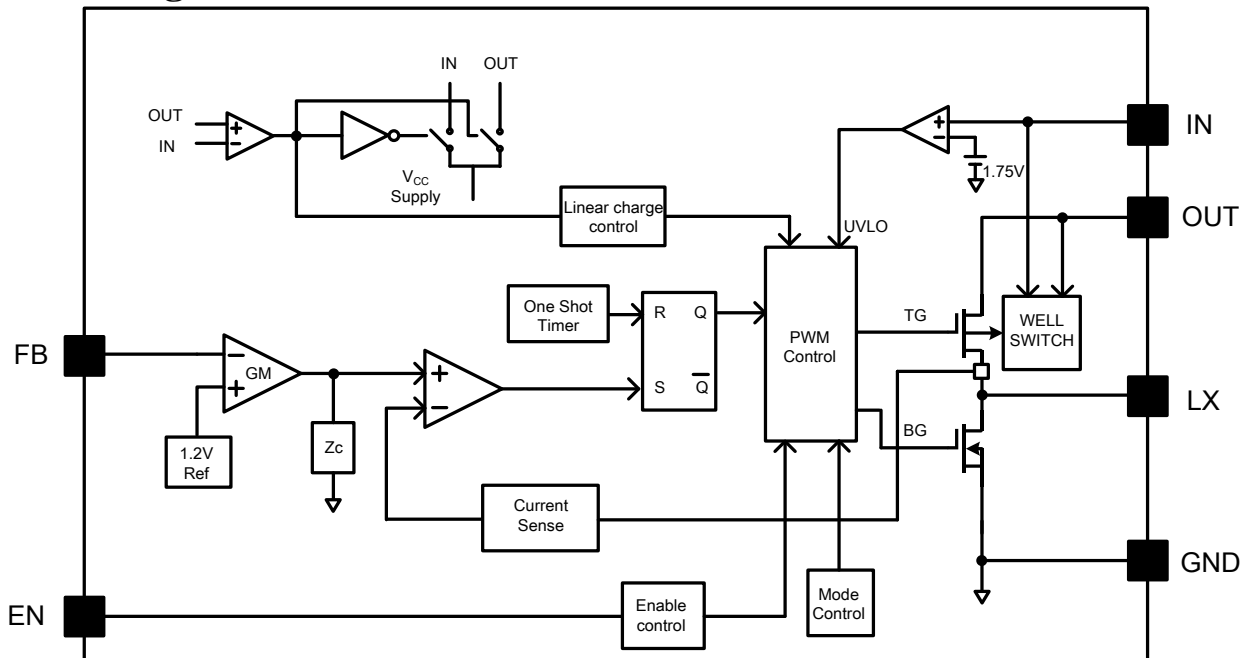 IN OUT
OUT
IN
V_CC
Supply
1.75V
IN
OUT
Linear charge
control
UVLO
One Shot
Timer
R Q
S Q̅
PWM
Control
TG
WELL
SWITCH
FB
GM
1.2V
Ref
Zc
BG
LX
Current
Sense
GND
EN
Enable
control
Mode
Control